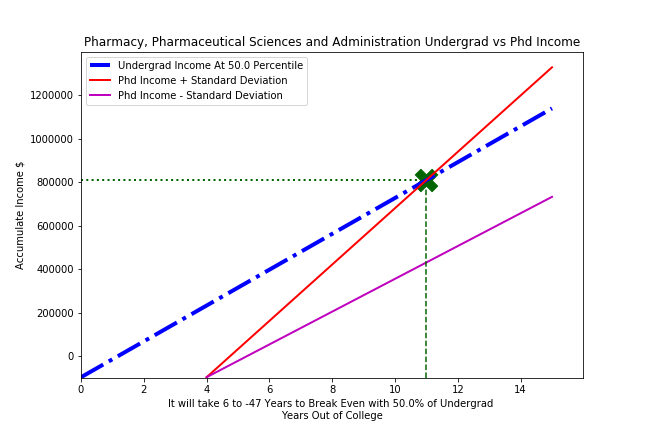 Pharmacy, Pharmaceutical Sciences and Administration Undergrad vs Phd Income
Undergrad Income At 50.0 Percentile
Phd Income + Standard Deviation
Phd Income - Standard Deviation
Accumulate Income $
1200000
1000000
800000
600000
400000
200000
0
0 2 4 6 8 10 12 14
It will take 6 to -47 Years to Break Even with 50.0% of Undergrad
Years Out of College